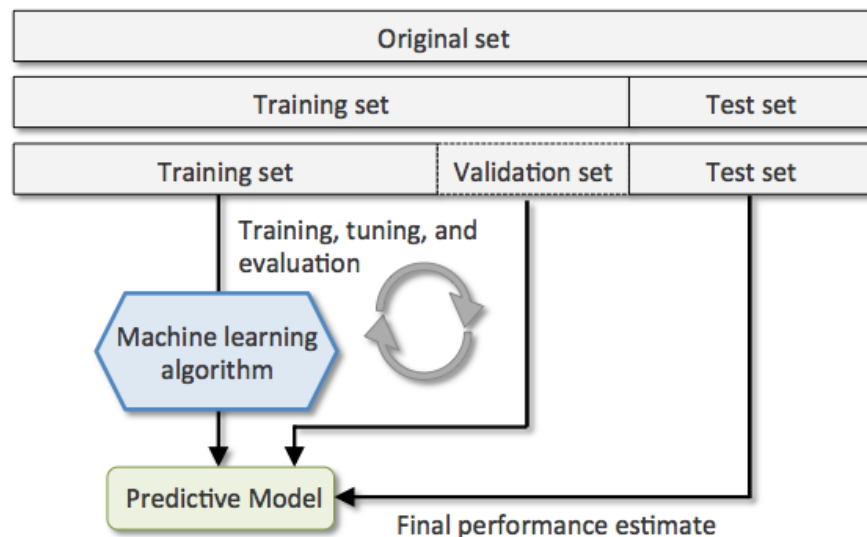 Original set
Training set
Test set
Training set
Validation set
Test set
Training, tuning, and
evaluation
Machine learning
algorithm
Predictive Model
Final performance estimate